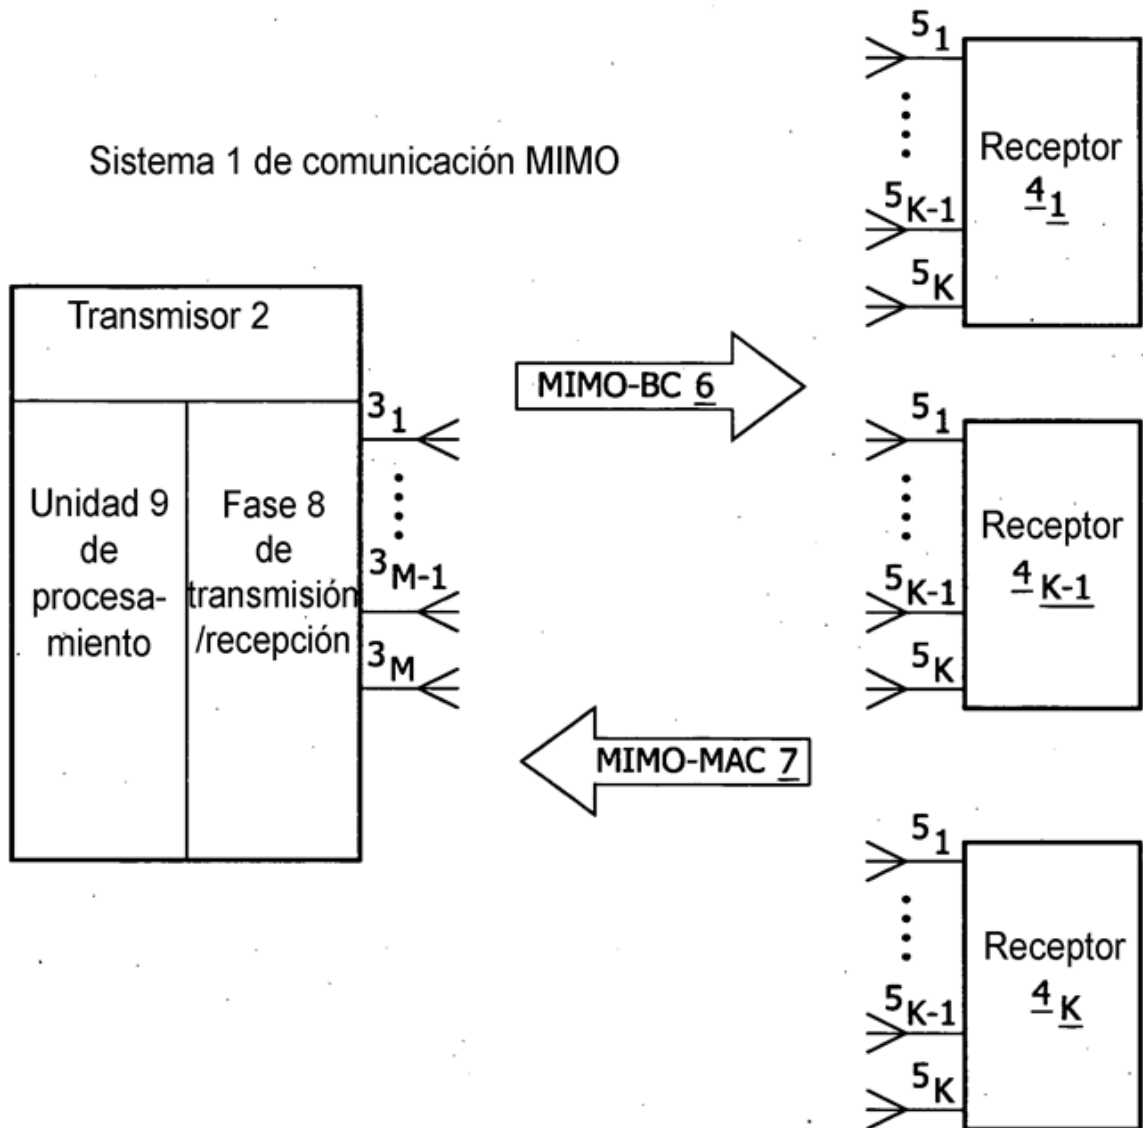 Sistema 1 de comunicación MIMO
Transmisor 2
Unidad 9
de
procesa-
miento
Fase 8
de
transmisión
/recepción
3₁
3M-1
3M
MIMO-BC 6
MIMO-MAC 7
5₁
5K-1
5K
Receptor
4₁
5₁
5K-1
5K
Receptor
4 K-1
5₁
5K-1
5K
Receptor
4 K